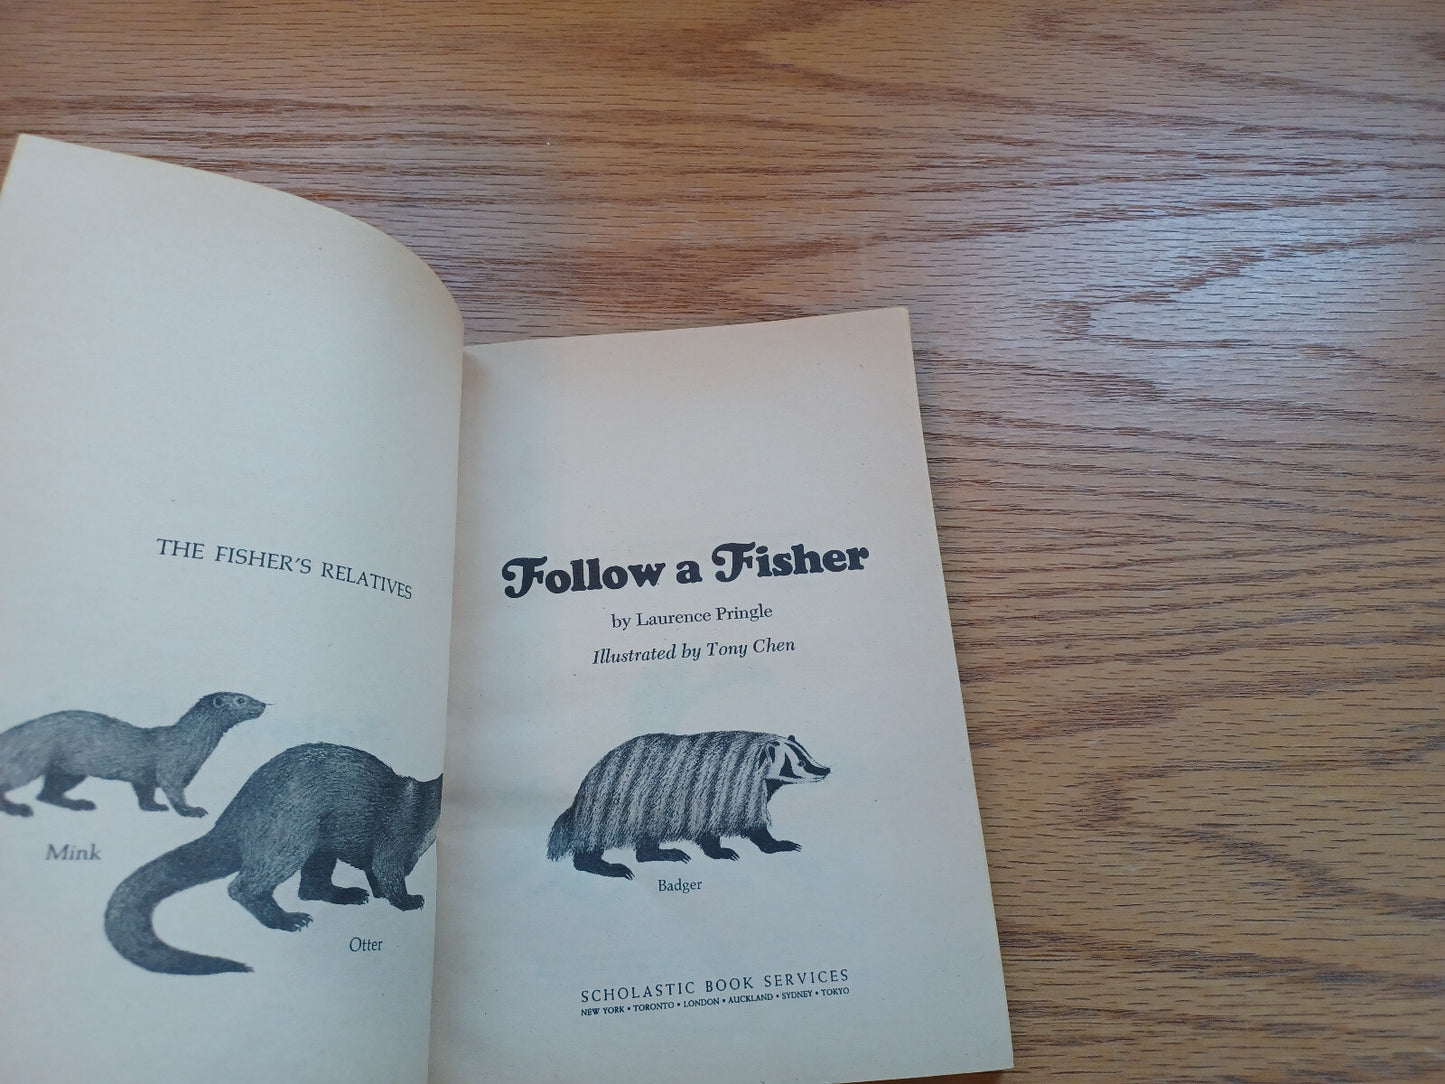 THE FISHER'S RELATIVES
Mink
Otter
Follow a Fisher
by Laurence Pringle
Illustrated by Tony Chen
Badger
SCHOLASTIC BOOK SERVICES
NEW YORK • TORONTO • LONDON • AUCKLAND • SYDNEY • TOKYO